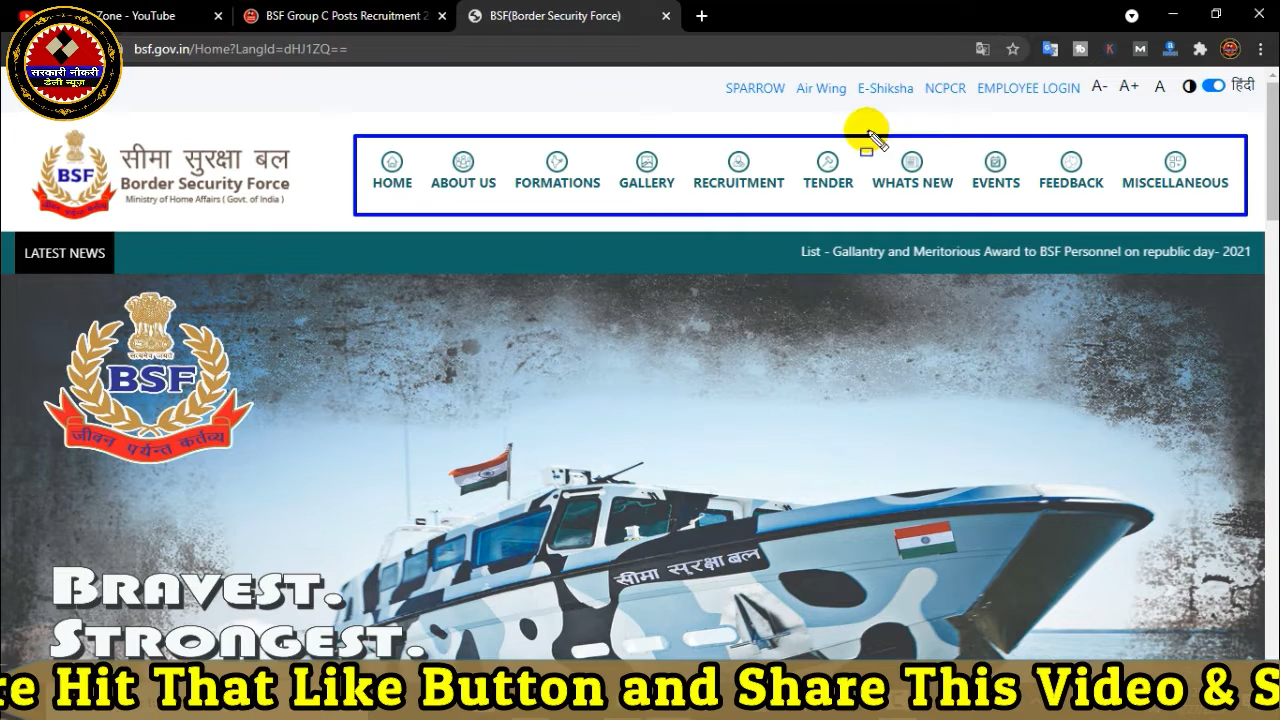 Zone - YouTube
BSF Group C Posts Recruitment 2
BSF(Border Security Force)
bsf.gov.in/Home?LangId=dHJ1ZQ==
सरकारी नौकरी
डेली न्यूज़
SPARROW Air Wing E-Shiksha NCPCR EMPLOYEE LOGIN A- A+ A हिंदी
BSF
सीमा सुरक्षा बल
Border Security Force
Ministry of Home Affairs ( Govt. of India )
HOME ABOUT US FORMATIONS GALLERY RECRUITMENT TENDER WHATS NEW EVENTS FEEDBACK MISCELLANEOUS
LATEST NEWS
List - Gallantry and Meritorious Award to BSF Personnel on republic day- 2021
सत्यमेव जयते
BSF
जीवन पर्यन्त कर्तव्य
सीमा सुरक्षा बल
BRAVEST.
STRONGEST.
re Hit That Like Button and Share This Video & S